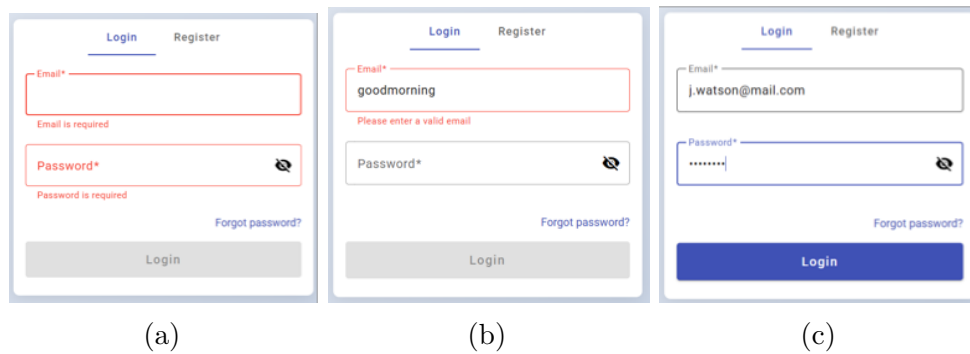 Login Register
Email*
Email is required
Password*
Password is required
Forgot password?
Login
(a)
Login Register
Email*
goodmorning
Please enter a valid email
Password*
Forgot password?
Login
(b)
Login Register
Email*
j.watson@mail.com
Password*
••••••••
Forgot password?
Login
(c)